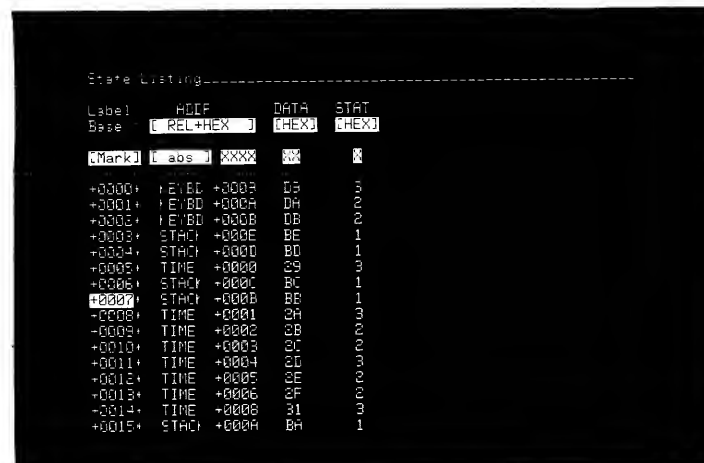 State Listing
Label ADDR DATA STAT
Base [ REL+HEX ] [HEX] [HEX]
[Mark] [ abs ] XXXX XX X
+0000+ KEYBD +0009 D9 3
+0001+ KEYBD +000A DA 2
+0002+ KEYBD +000B DB 2
+0003+ STACK +000E BE 1
+0004+ STACK +000D BD 1
+0005+ TIME +0000 29 3
+0006+ STACK +000C BC 1
+0007+ STACK +000B BB 1
+0008+ TIME +0001 2A 3
+0009+ TIME +0002 2B 2
+0010+ TIME +0003 2C 2
+0011+ TIME +0004 2D 3
+0012+ TIME +0005 2E 2
+0013+ TIME +0006 2F 2
+0014+ TIME +0008 31 3
+0015+ STACK +000A BA 1